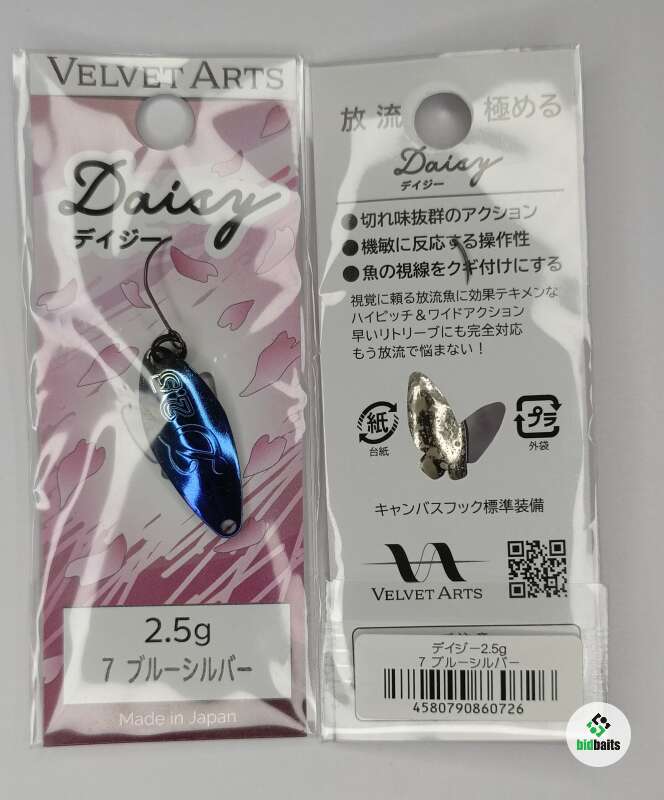 VELVET ARTS
Daisy
デイジー
2.5
2.5g
7 ブルーシルバー
Made in Japan
放流 極める
Daisy
デイジー
●切れ味抜群のアクション
●機敏に反応する操作性
●魚の視線をクギ付けにする
視覚に頼る放流魚に効果テキメンな
ハイピッチ＆ワイドアクション
早いリトリーブにも完全対応
もう放流で悩まない！
紙
台紙
プラ
外袋
キャンバスフック標準装備
VELVET ARTS
デイジー2.5g
7 ブルーシルバー
4580790860726
bidbaits